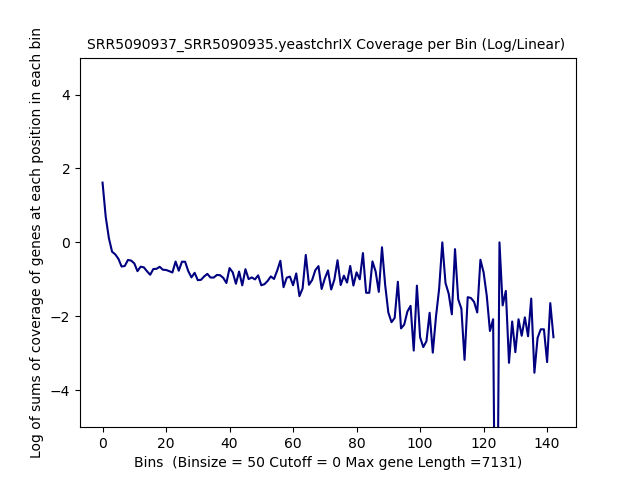 SRR5090937_SRR5090935.yeastchrIX Coverage per Bin (Log/Linear)
Log of sums of coverage of genes at each position in each bin
4
2
0
−2
−4
0 20 40 60 80 100 120 140
Bins  (Binsize = 50 Cutoff = 0 Max gene Length =7131)